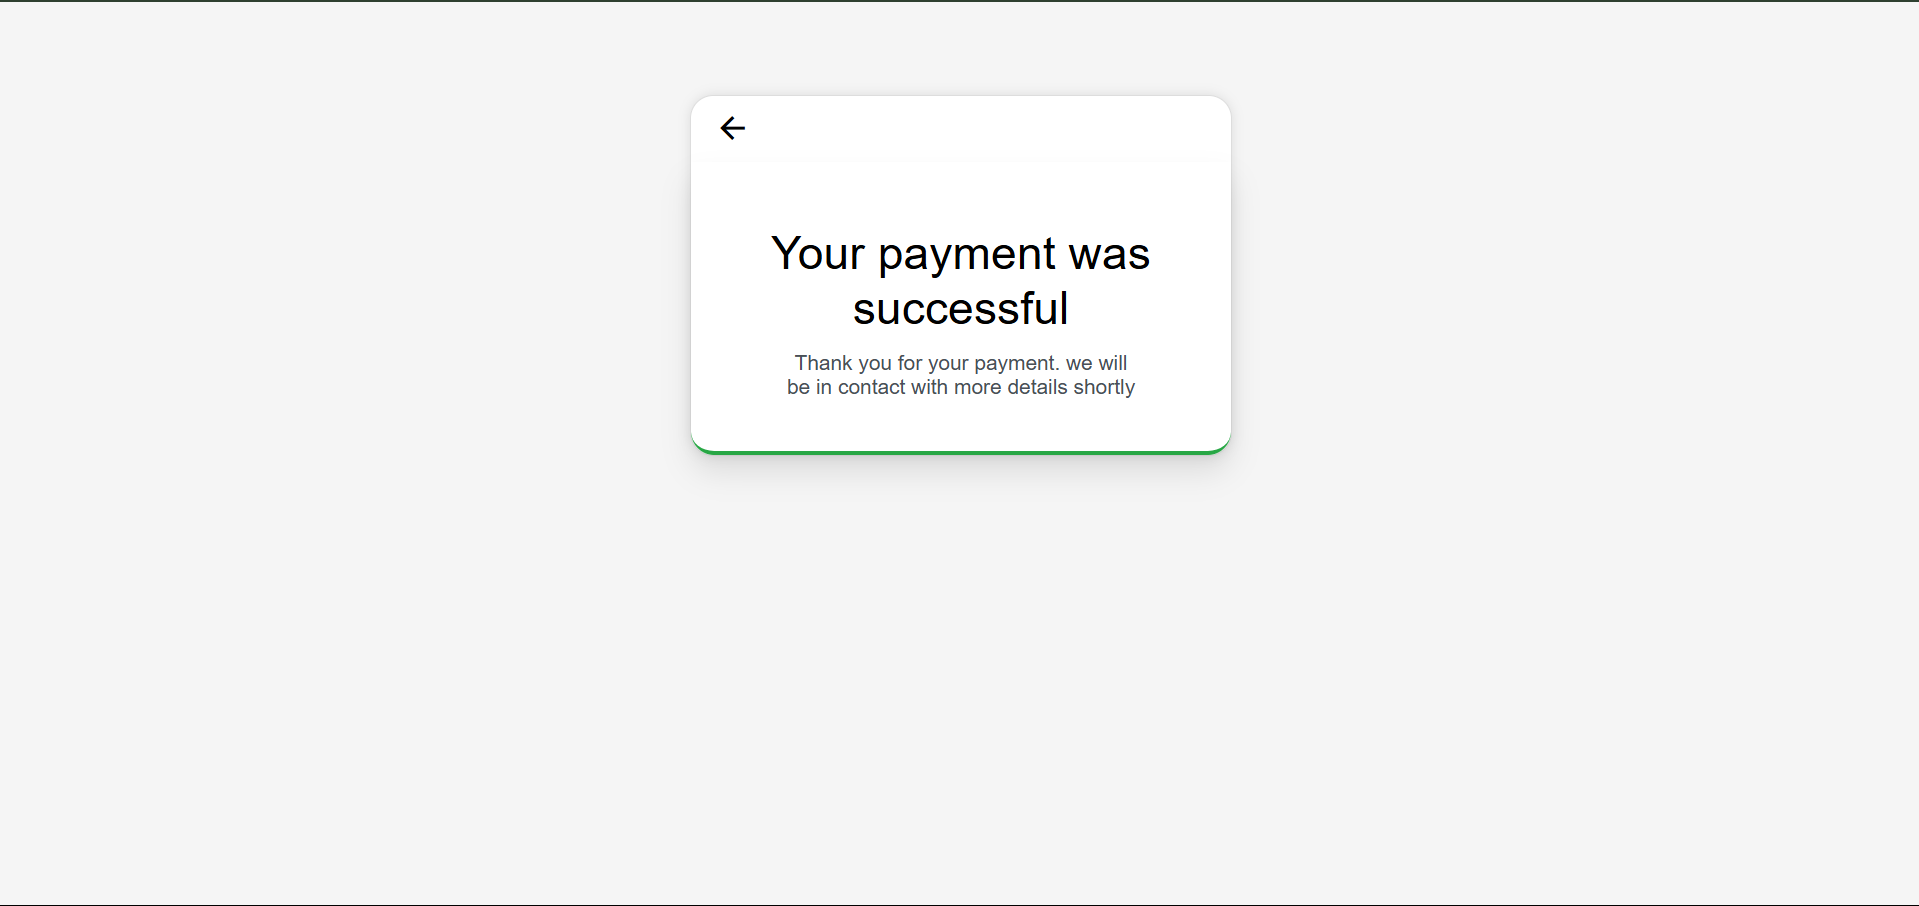 Your payment was
successful
Thank you for your payment. we will
be in contact with more details shortly